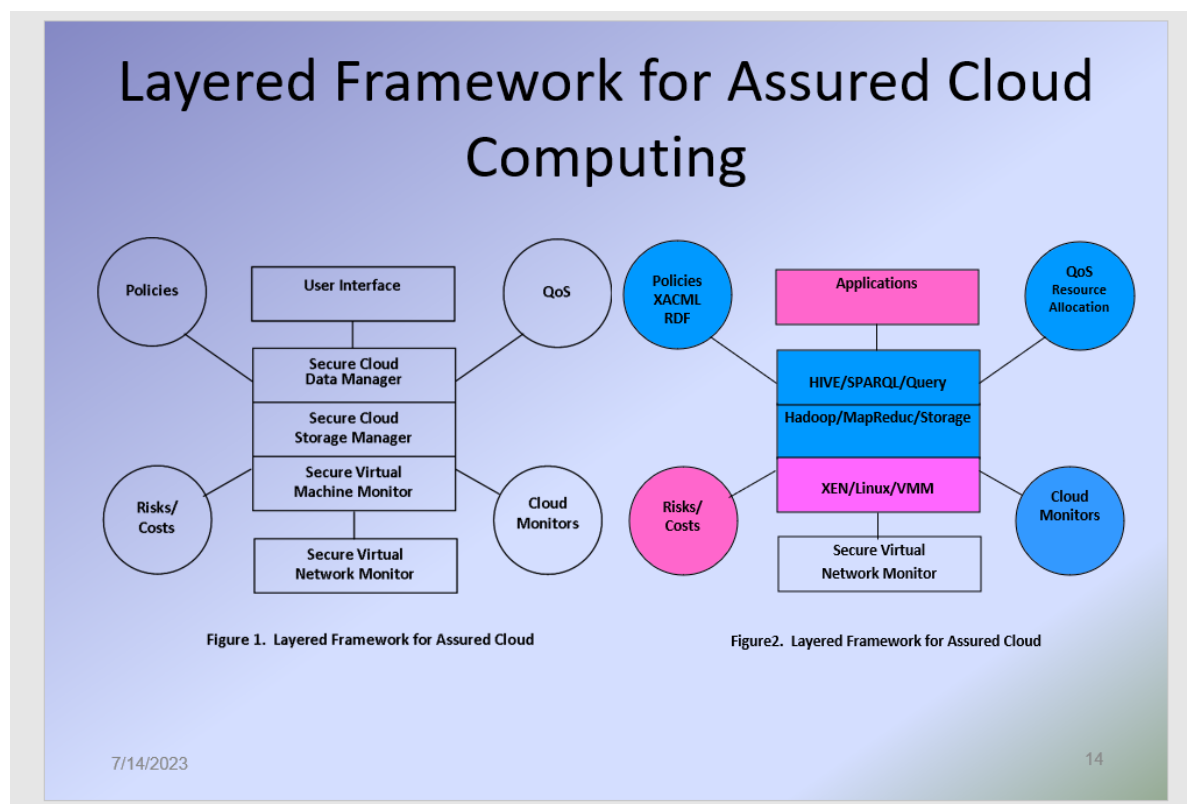 Layered Framework for Assured Cloud
Computing
Policies
User Interface
QoS
Secure Cloud
Data Manager
Secure Cloud
Storage Manager
Secure Virtual
Machine Monitor
Risks/
Costs
Cloud
Monitors
Secure Virtual
Network Monitor
Figure 1.  Layered Framework for Assured Cloud
Policies
XACML
RDF
Applications
QoS
Resource
Allocation
HIVE/SPARQL/Query
Hadoop/MapReduc/Storage
XEN/Linux/VMM
Risks/
Costs
Cloud
Monitors
Secure Virtual
Network Monitor
Figure2.  Layered Framework for Assured Cloud
7/14/2023
14